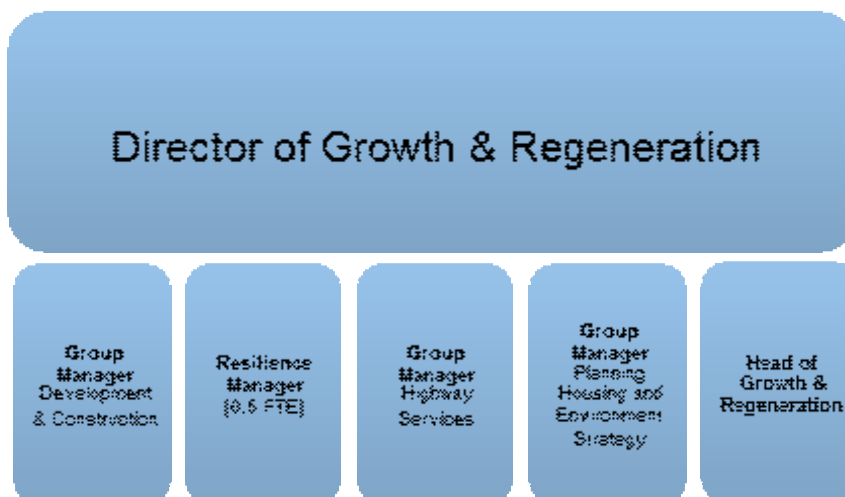 Director of Growth & Regeneration
Group
Manager
Development
& Construction
Resilience
Manager
(0.5 FTE)
Group
Manager
Highway
Services
Group
Manager
Planning
Housing and
Environment
Strategy
Head of
Growth &
Regeneration